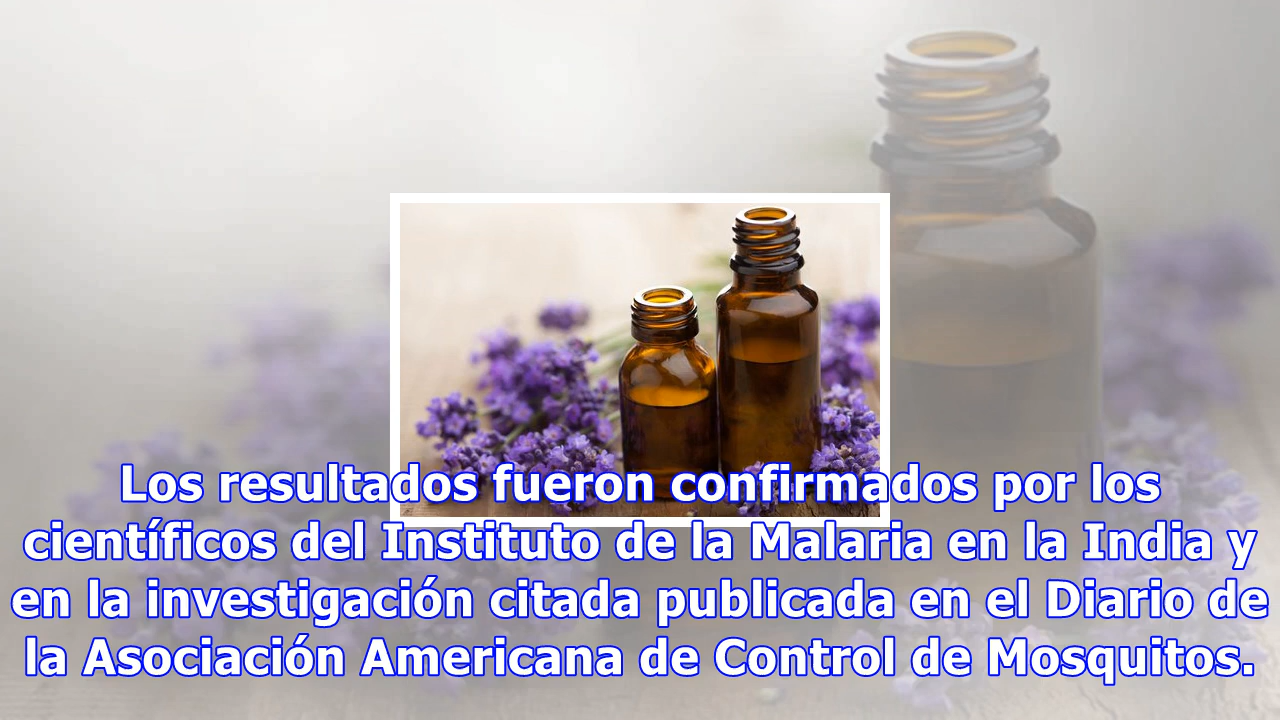 Los resultados fueron confirmados por los
científicos del Instituto de la Malaria en la India y
en la investigación citada publicada en el Diario de
la Asociación Americana de Control de Mosquitos.